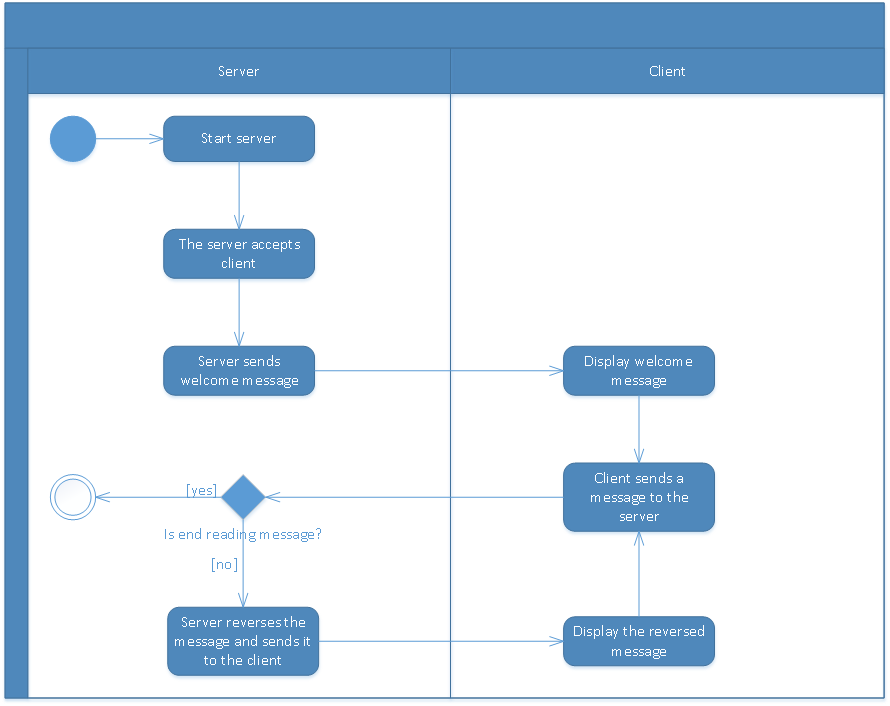 Server
Client
Start server
The server accepts
client
Server sends
welcome message
Display welcome
message
Client sends a
message to the
server
[yes]
Is end reading message?
[no]
Server reverses the
message and sends it
to the client
Display the reversed
message